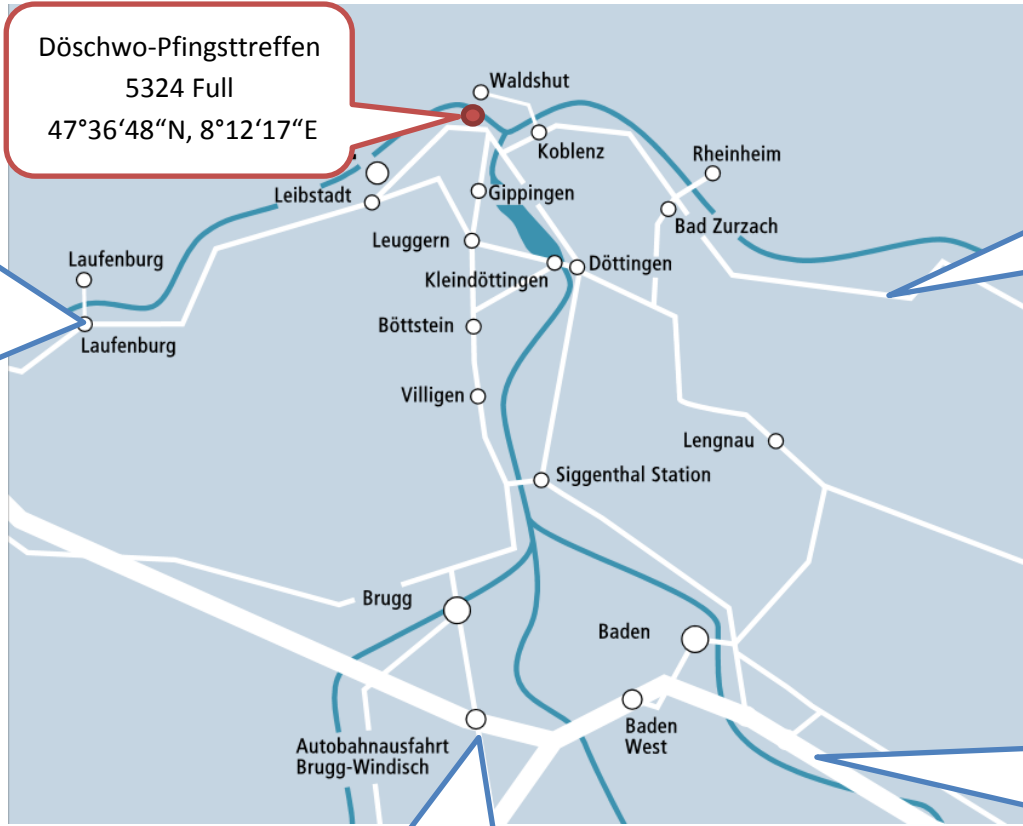 Döschwo-Pfingsttreffen
5324 Full
47°36‘48“N, 8°12‘17“E
Waldshut
Koblenz
Rheinheim
Leibstadt
Gippingen
Bad Zurzach
Leuggern
Laufenburg
Kleindöttingen
Döttingen
Böttstein
Laufenburg
Villigen
Lengnau
Siggenthal Station
Brugg
Baden
Baden
West
Autobahnausfahrt
Brugg-Windisch